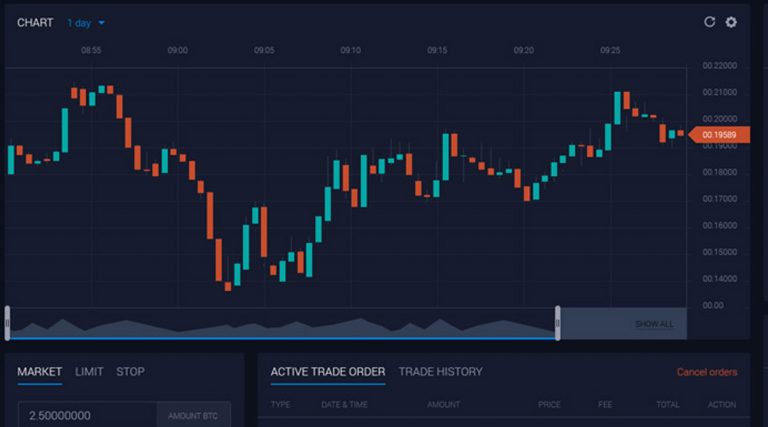 CHART 1 day
08:55 09:00 09:05 09:10 09:15 09:20 09:25
00.22000
00.21000
00.20000
00.19589
00.19000
00.18000
00.17000
00.16000
00.15000
00.14000
00.00
SHOW ALL
MARKET LIMIT STOP
2.50000000 AMOUNT BTC
ACTIVE TRADE ORDER TRADE HISTORY Cancel orders
TYPE DATE & TIME AMOUNT PRICE FEE TOTAL ACTION